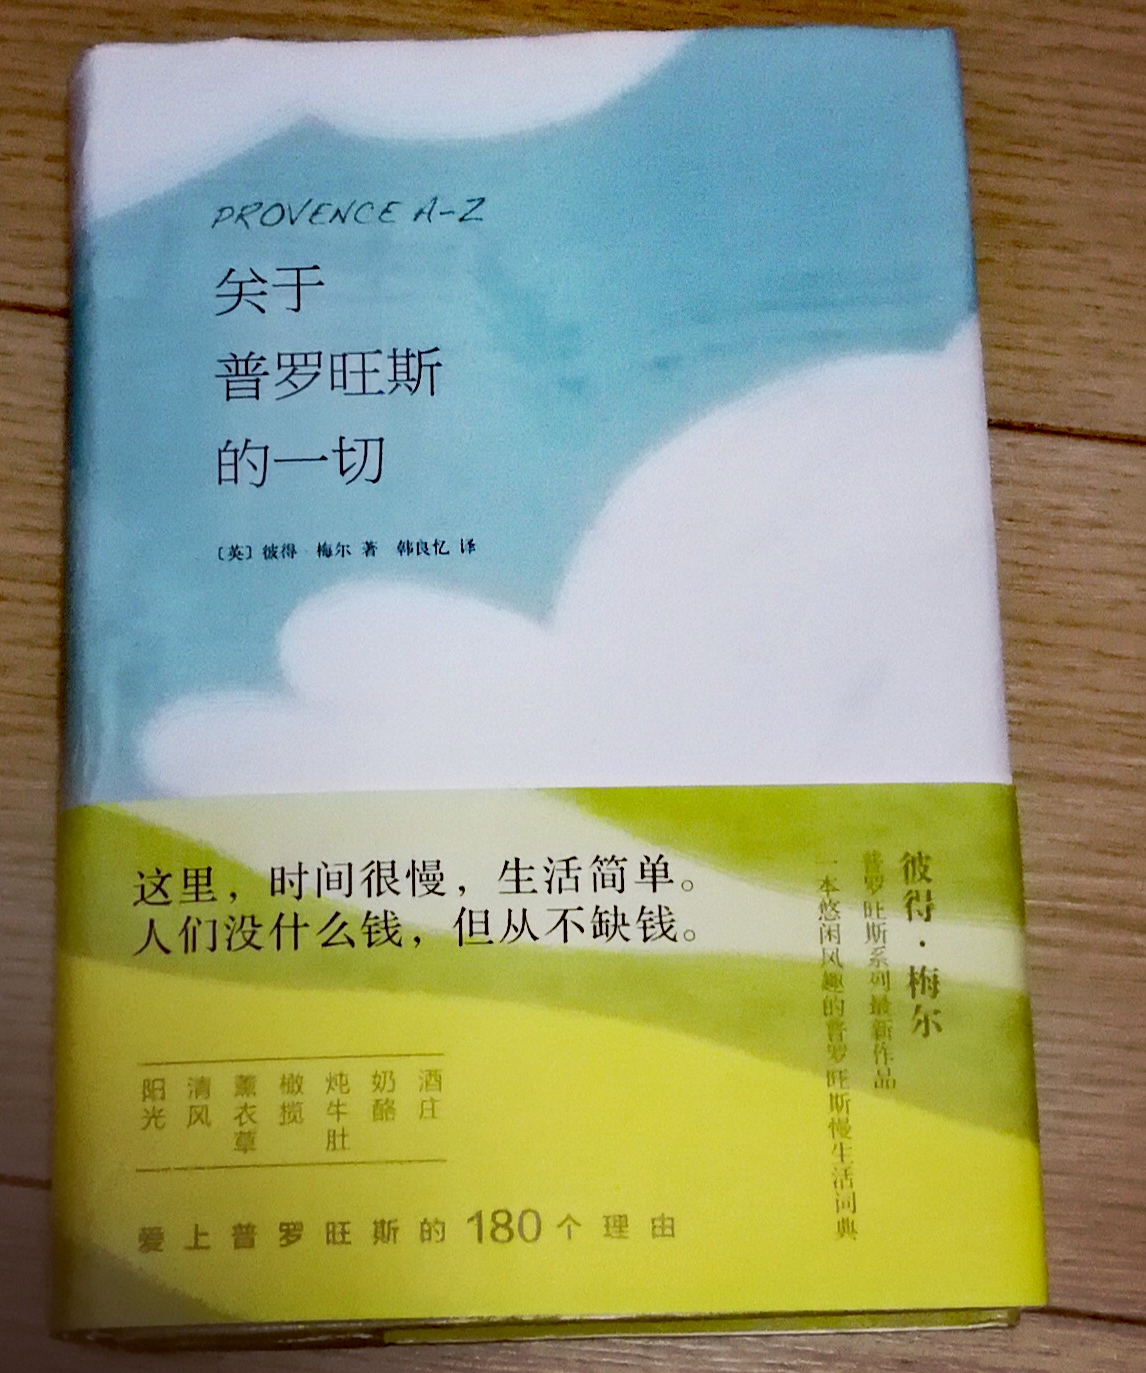 PROVENCE A-Z
关于
普罗旺斯
的一切
〔英〕彼得·梅尔 著 韩良忆 译
这里，时间很慢，生活简单。
人们没什么钱，但从不缺钱。
彼得·梅尔
普罗旺斯系列最新作品
一本悠闲风趣的普罗旺斯慢生活词典
阳光
清风
薰衣草
橄榄
炖牛肚
奶酪
酒庄
爱上普罗旺斯的180个理由